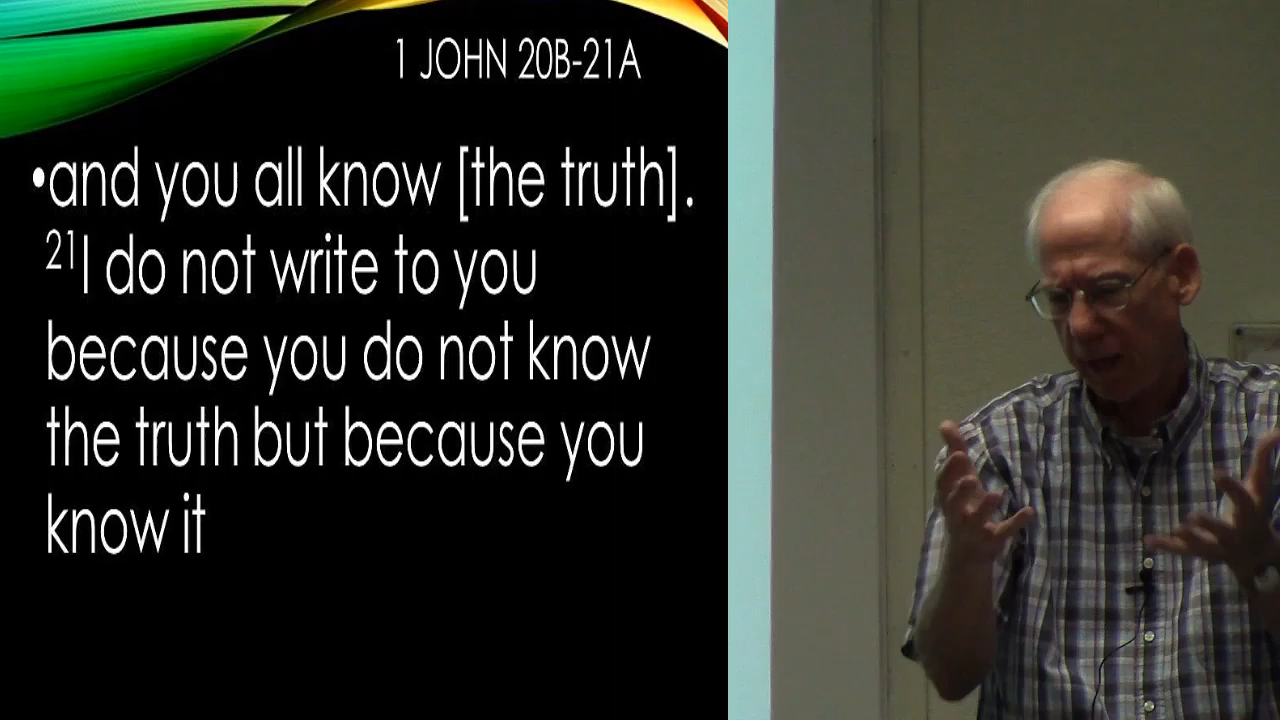 1 JOHN 20B-21A
•and you all know [the truth].
21I do not write to you
because you do not know
the truth but because you
know it